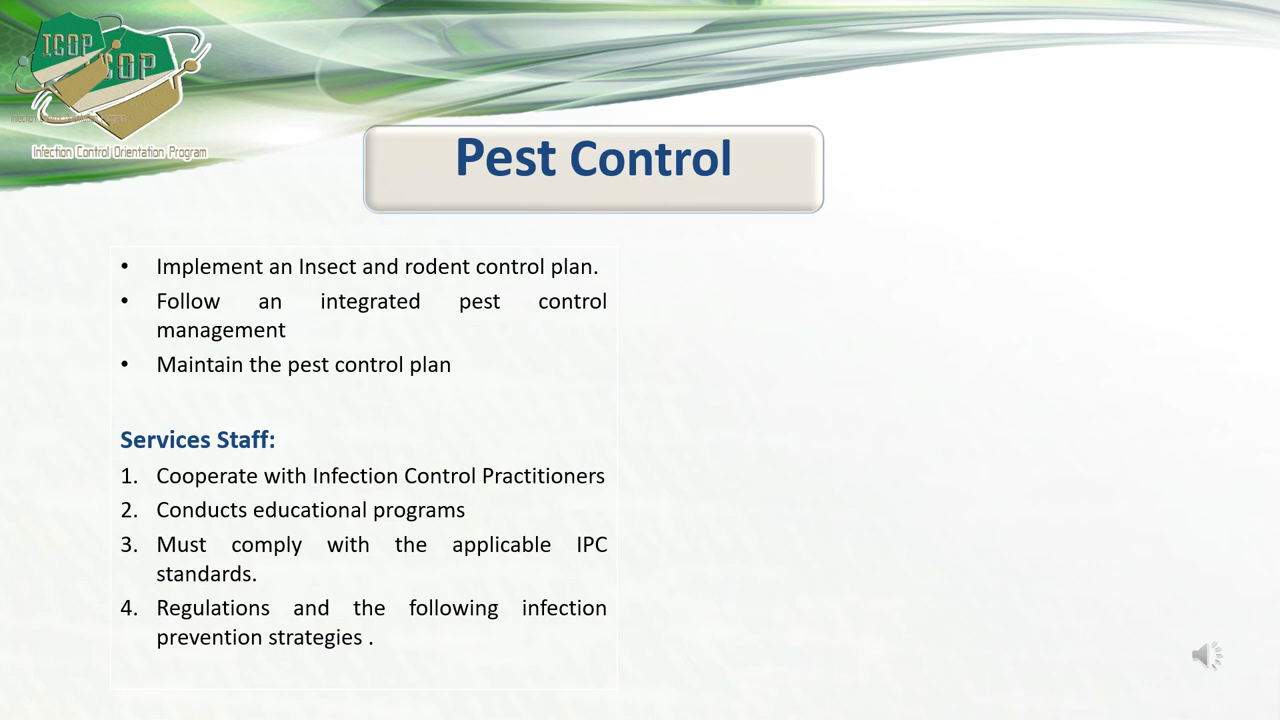 ICOP
ICOP
Infection Control Orientation Program
Pest Control
• Implement an Insect and rodent control plan.
• Follow an integrated pest control
management
• Maintain the pest control plan
Services Staff:
1. Cooperate with Infection Control Practitioners
2. Conducts educational programs
3. Must comply with the applicable IPC
standards.
4. Regulations and the following infection
prevention strategies .